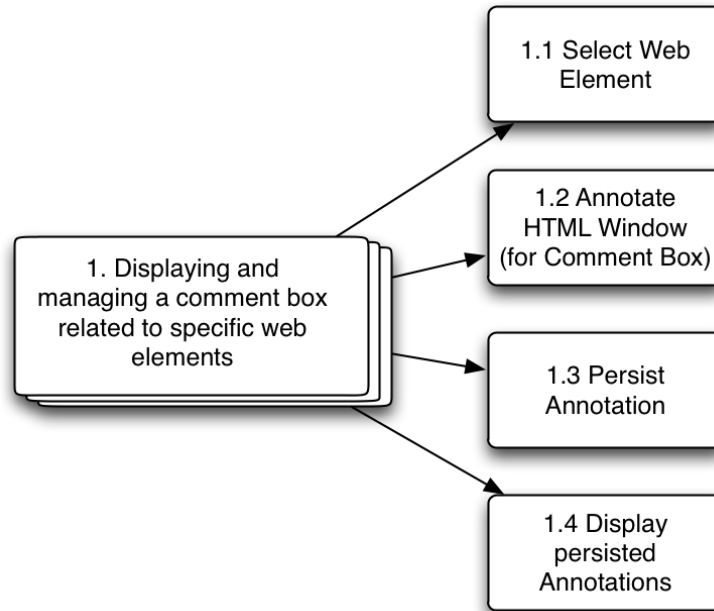 1.1 Select Web
Element
1.2 Annotate
HTML Window
(for Comment Box)
1. Displaying and
managing a comment box
related to specific web
elements
1.3 Persist
Annotation
1.4 Display
persisted
Annotations